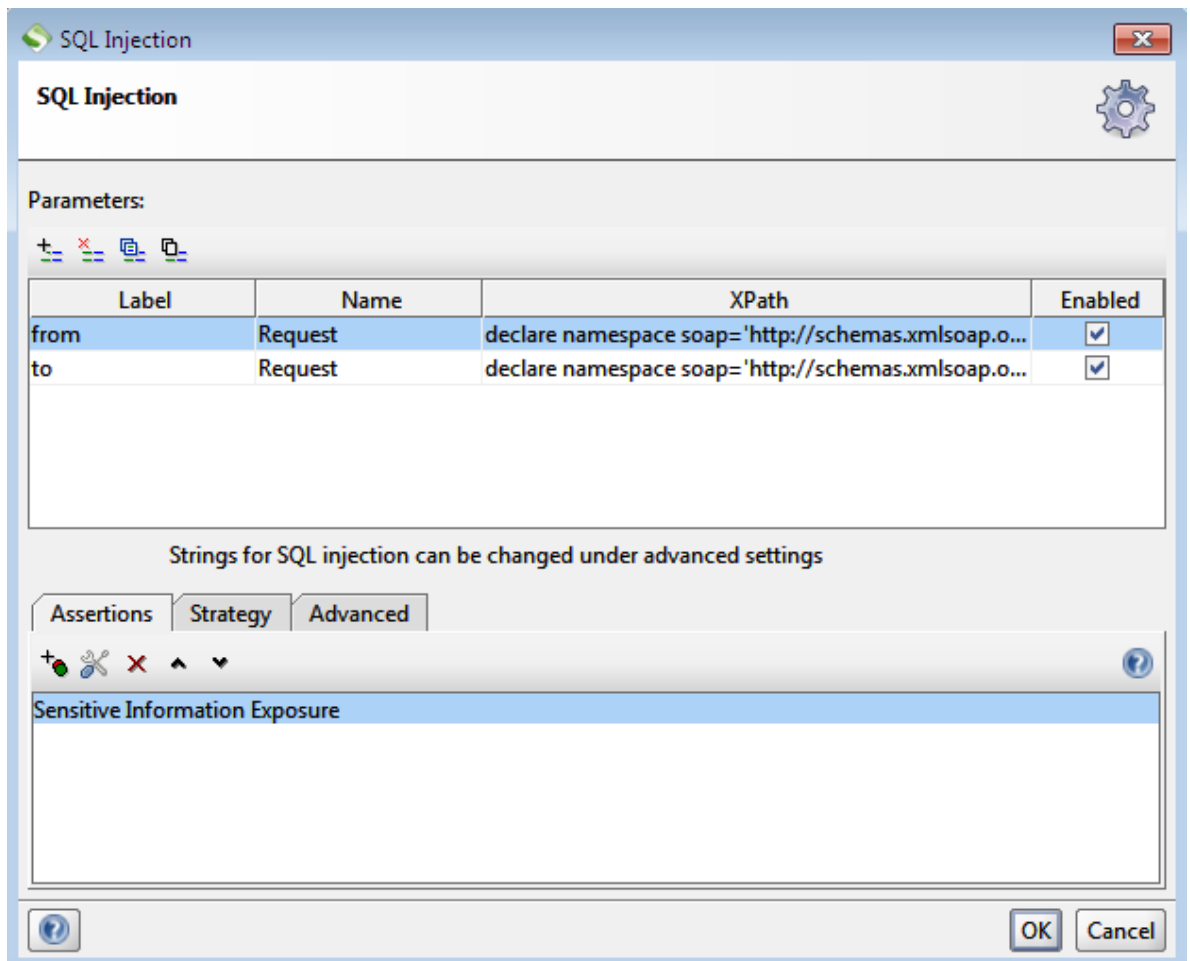 SQL Injection
SQL Injection
Parameters:
Label Name XPath Enabled
from Request declare namespace soap='http://schemas.xmlsoap.o...
to Request declare namespace soap='http://schemas.xmlsoap.o...
Strings for SQL injection can be changed under advanced settings
Assertions Strategy Advanced
Sensitive Information Exposure
OK Cancel